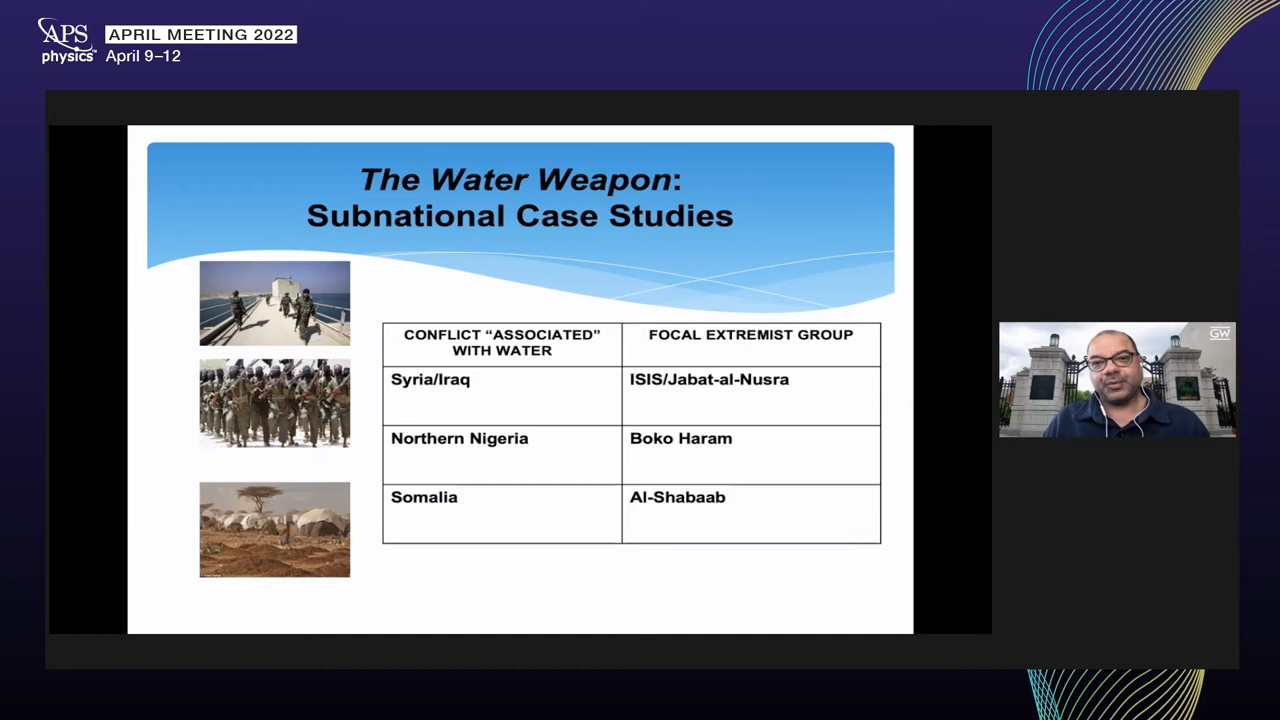 APS
physics
APRIL MEETING 2022
April 9–12
The Water Weapon:
Subnational Case Studies
CONFLICT “ASSOCIATED”
WITH WATER
FOCAL EXTREMIST GROUP
Syria/Iraq
ISIS/Jabat-al-Nusra
Northern Nigeria
Boko Haram
Somalia
Al-Shabaab
GW